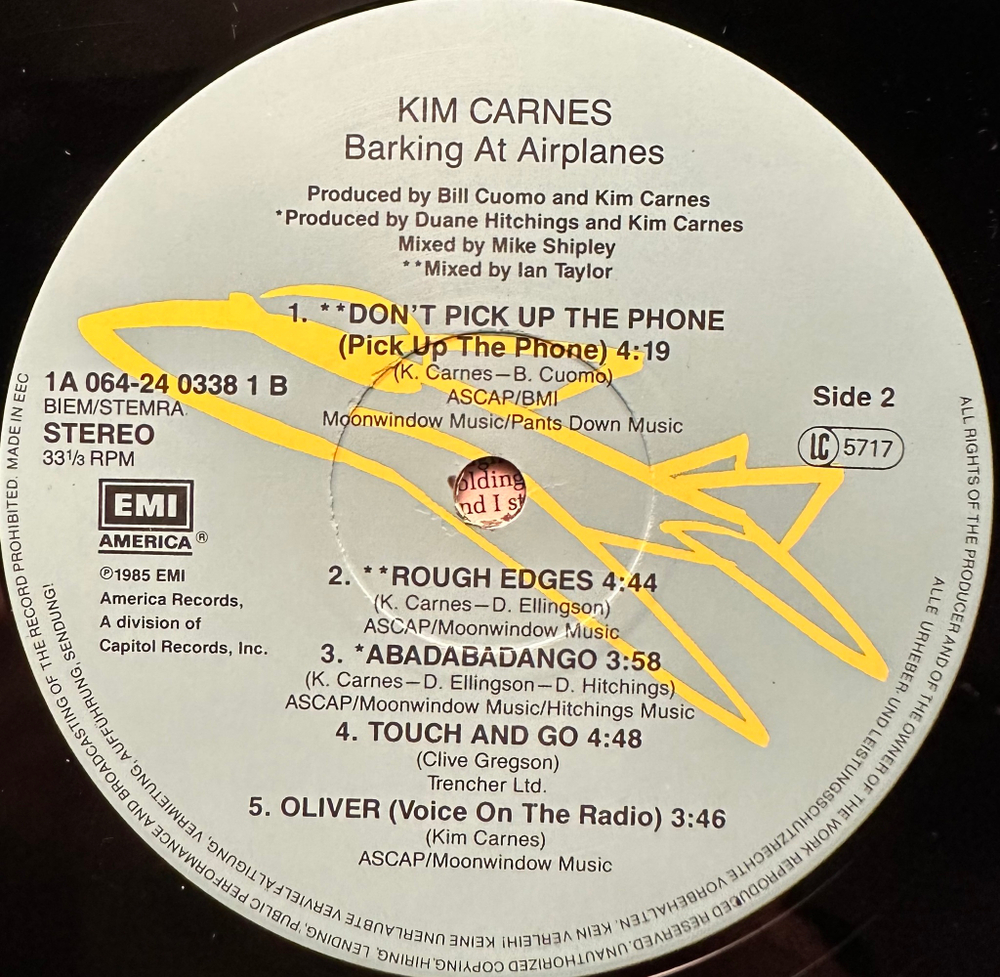 KIM CARNES
Barking At Airplanes
Produced by Bill Cuomo and Kim Carnes
*Produced by Duane Hitchings and Kim Carnes
Mixed by Mike Shipley
**Mixed by Ian Taylor
1. **DON'T PICK UP THE PHONE
(Pick Up The Phone) 4:19
(K. Carnes–B. Cuomo)
ASCAP/BMI
Moonwindow Music/Pants Down Music
1A 064-24 0338 1 B
BIEM/STEMRA
STEREO
33⅓ RPM
EMI
AMERICA®
℗1985 EMI
America Records,
A division of
Capitol Records, Inc.
Side 2
LC 5717
olding
nd I st
2. **ROUGH EDGES 4:44
(K. Carnes–D. Ellingson)
ASCAP/Moonwindow Music
3. *ABADABADANGO 3:58
(K. Carnes–D. Ellingson–D. Hitchings)
ASCAP/Moonwindow Music/Hitchings Music
4. TOUCH AND GO 4:48
(Clive Gregson)
Trencher Ltd.
5. OLIVER (Voice On The Radio) 3:46
(Kim Carnes)
ASCAP/Moonwindow Music
ALL RIGHTS OF THE PRODUCER AND OF THE OWNER OF THE WORK REPRODUCED RESERVED. UNAUTHORIZED COPYING, HIRING, LENDING, PUBLIC PERFORMANCE AND BROADCASTING OF THE RECORD PROHIBITED. MADE IN EEC
ALLE URHEBER- UND LEISTUNGSSCHUTZRECHTE VORBEHALTEN. KEIN VERLEIH! KEINE UNERLAUBTE VERVIELFÄLTIGUNG, VERMIETUNG, AUFFÜHRUNG, SENDUNG!